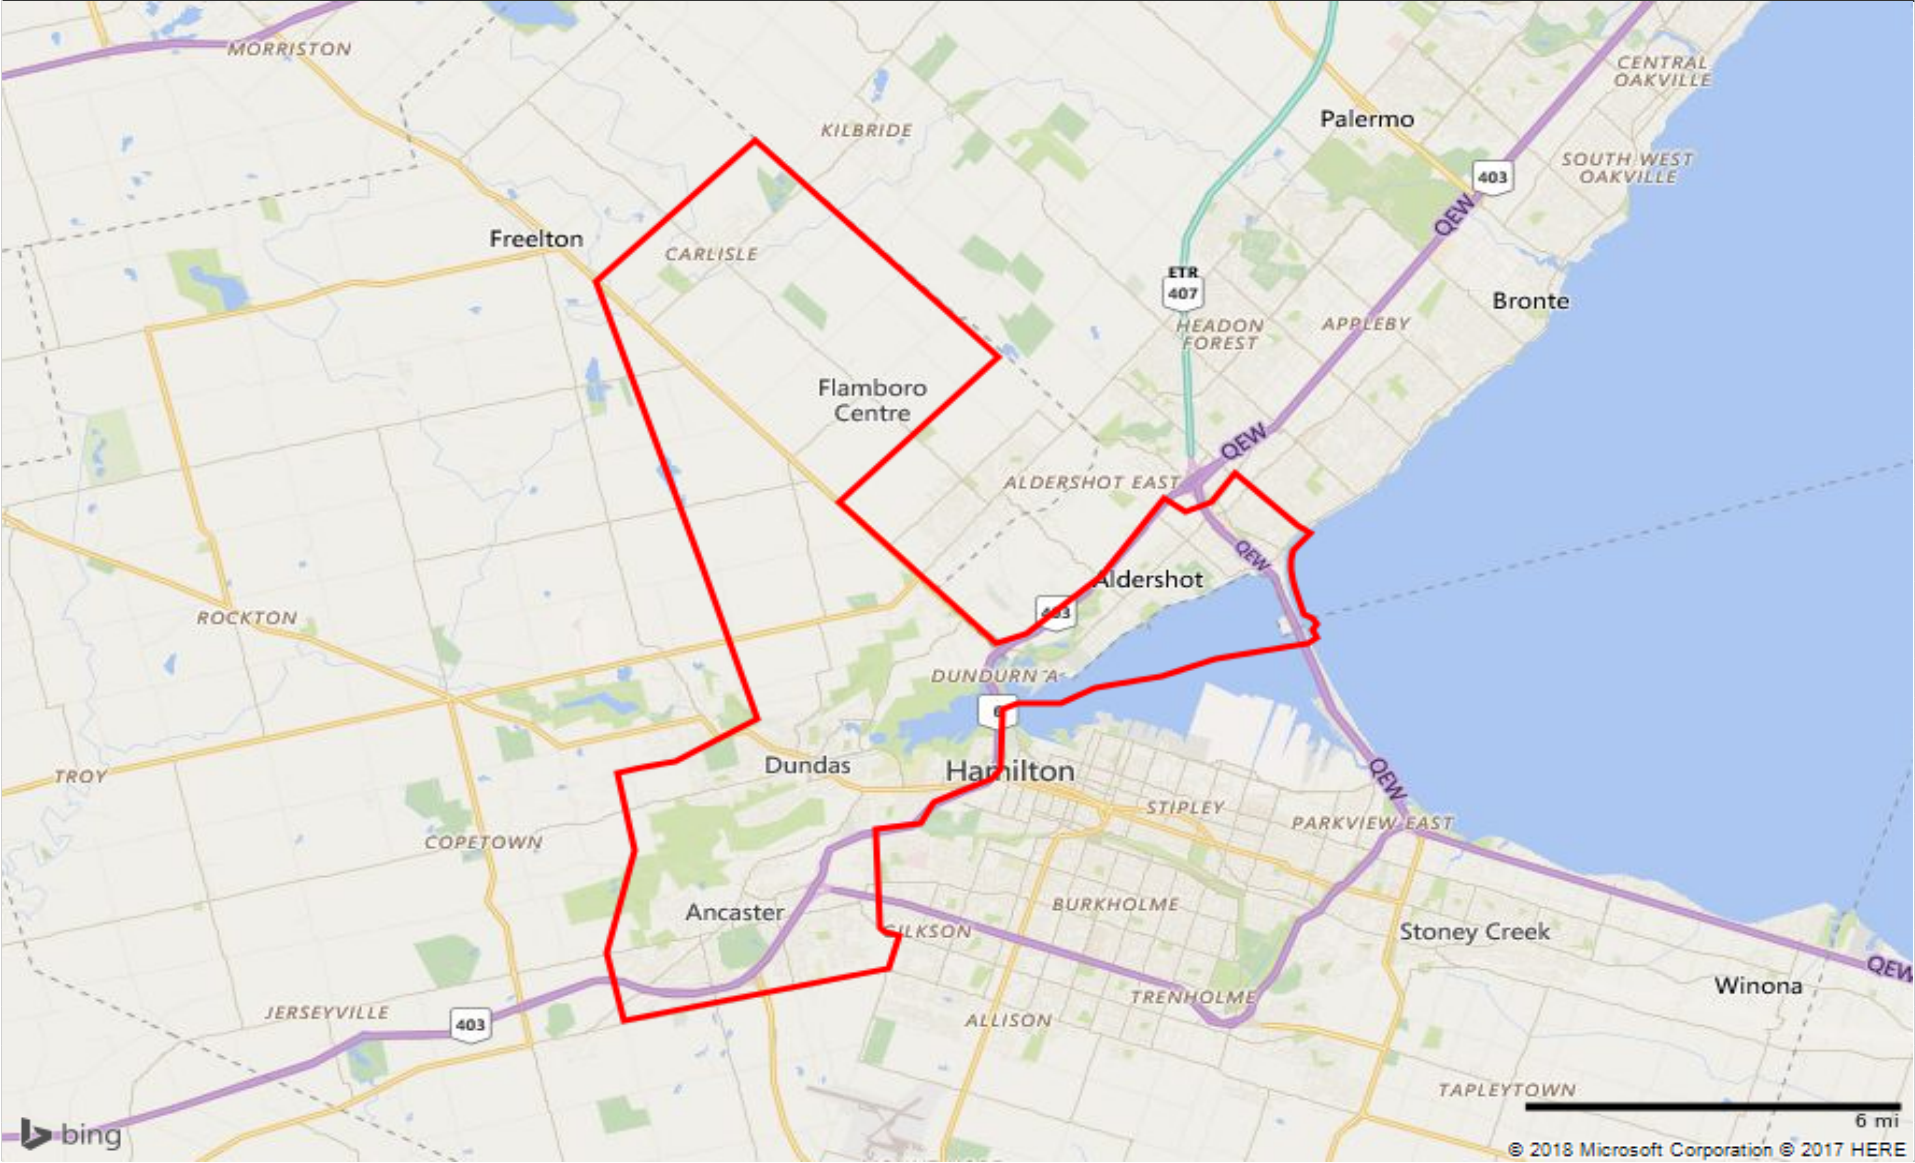 MORRISTON
CENTRAL
OAKVILLE
KILBRIDE
Palermo
SOUTH WEST
OAKVILLE
403
QEW
Freelton
CARLISLE
ETR
407
Bronte
HEADON
FOREST
APPLEBY
Flamboro
Centre
QEW
ALDERSHOT EAST
QEW
Aldershot
403
ROCKTON
DUNDURN "A"
6
Dundas
Hamilton
TROY
QEW
STIPLEY
PARKVIEW EAST
COPETOWN
Ancaster
BURKHOLME
GILKSON
Stoney Creek
QEW
Winona
TRENHOLME
JERSEYVILLE
403
ALLISON
TAPLEYTOWN
6 mi
bing
© 2018 Microsoft Corporation © 2017 HERE